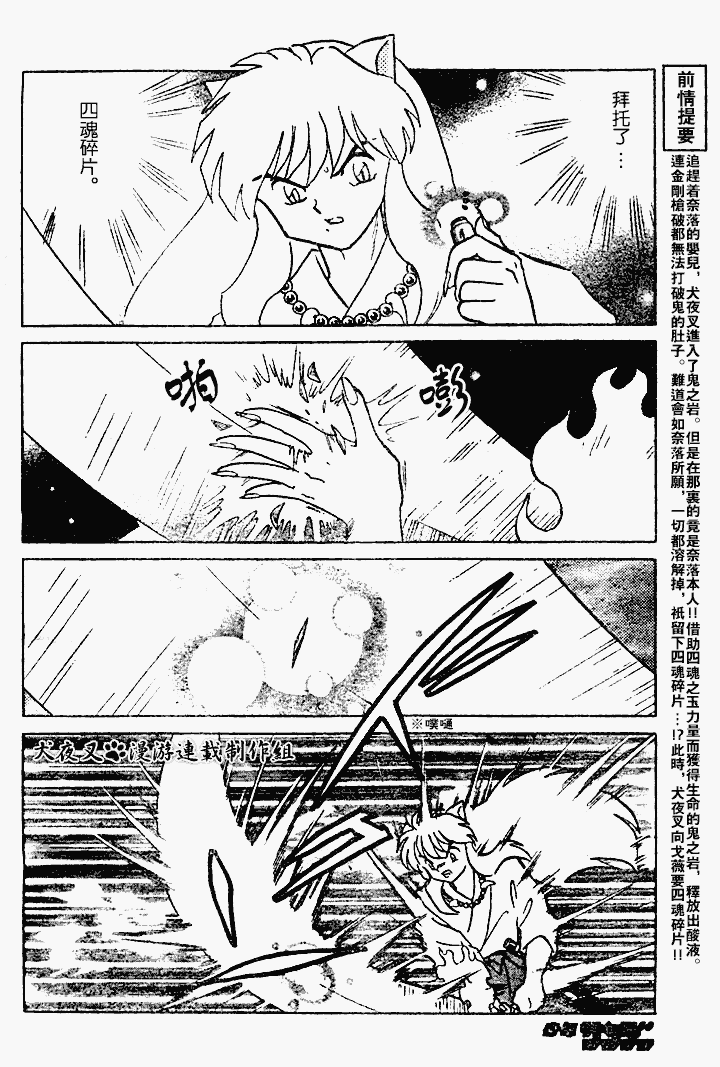 前情提要
追趕着奈落的嬰兒，犬夜叉進入了鬼之岩。但是在那裏的竟是奈落本人!!借助四魂之玉力量而獲得生命的鬼之岩，釋放出酸液。
連金剛槍破都無法打破鬼的肚子。難道會如奈落所願，一切都溶解掉，衹留下四魂碎片…!?此時，犬夜叉向戈薇要四魂碎片!!
拜托了…
四魂碎片。
嘭
啪
※噗嗵
犬夜叉 漫游連載制作組